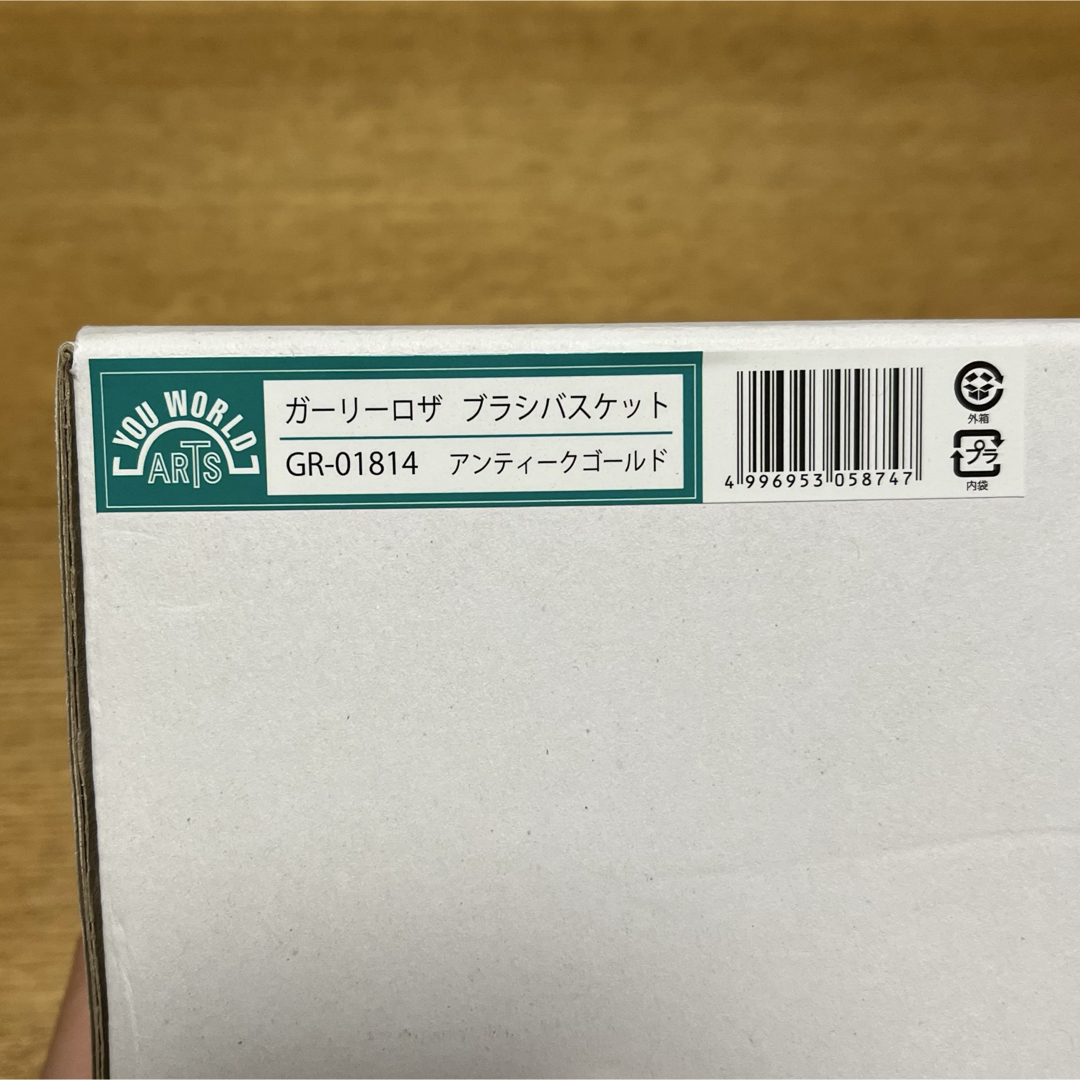 YOU WORLD
ARTS
ガーリーロザ ブラシバスケット
GR-01814 アンティークゴールド
4 996953 058747
外箱
プラ
内袋